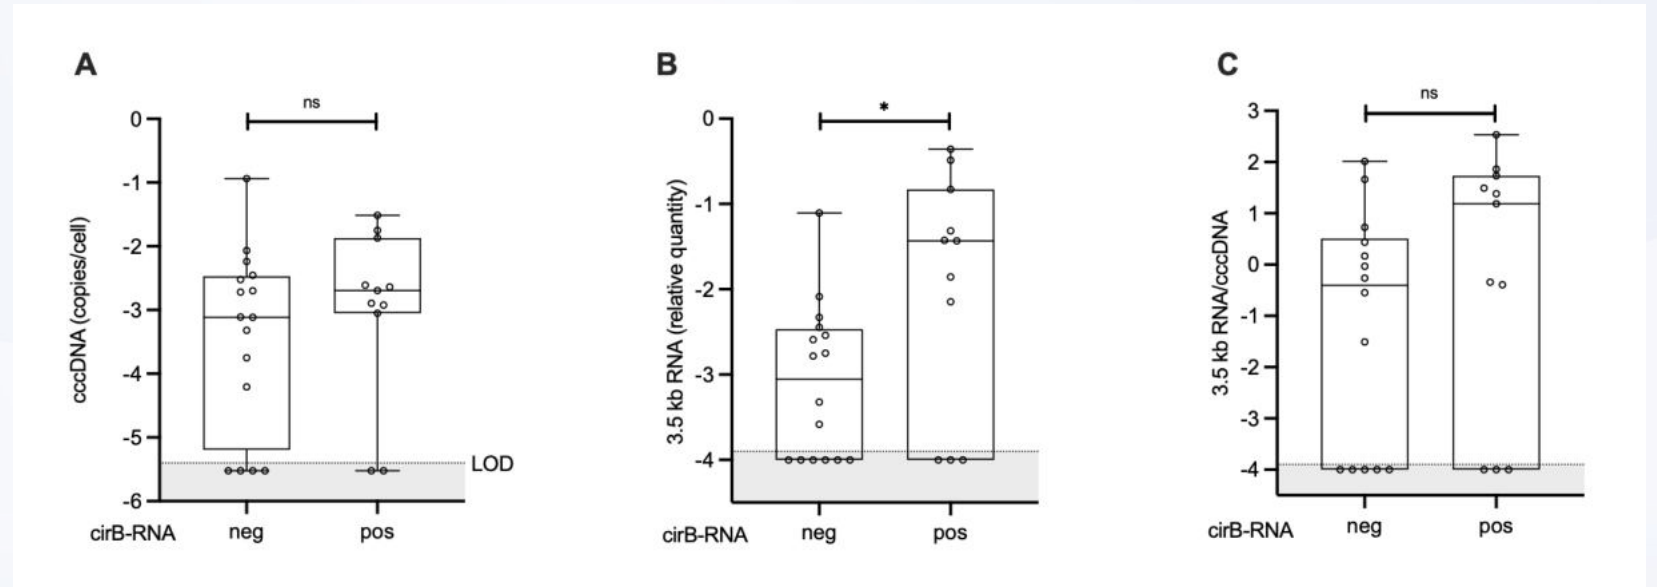 A
ns
cccDNA (copies/cell)
0
-1
-2
-3
-4
-5
-6
LOD
cirB-RNA
neg
pos
B
*
3.5 kb RNA (relative quantity)
0
-1
-2
-3
-4
cirB-RNA
neg
pos
C
ns
3.5 kb RNA/cccDNA
3
2
1
0
-1
-2
-3
-4
cirB-RNA
neg
pos